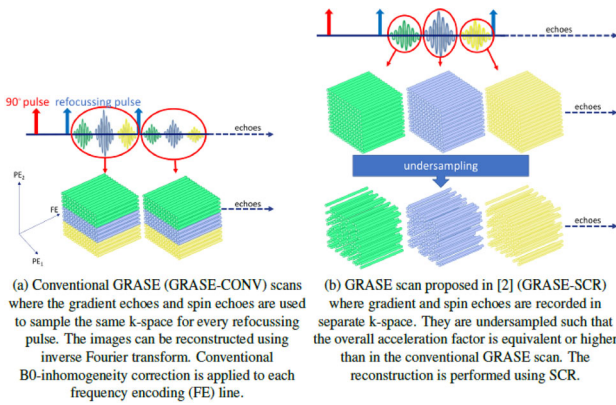 90° pulse refocussing pulse
echoes
PE2
FE
PE1
echoes
(a) Conventional GRASE (GRASE-CONV) scans
where the gradient echoes and spin echoes are used
to sample the same k-space for every refocussing
pulse. The images can be reconstructed using
inverse Fourier transform. Conventional
B0-inhomogeneity correction is applied to each
frequency encoding (FE) line.
echoes
undersampling
echoes
(b) GRASE scan proposed in [2] (GRASE-SCR)
where gradient and spin echoes are recorded in
separate k-space. They are undersampled such that
the overall acceleration factor is equivalent or higher
than in the conventional GRASE scan. The
reconstruction is performed using SCR.